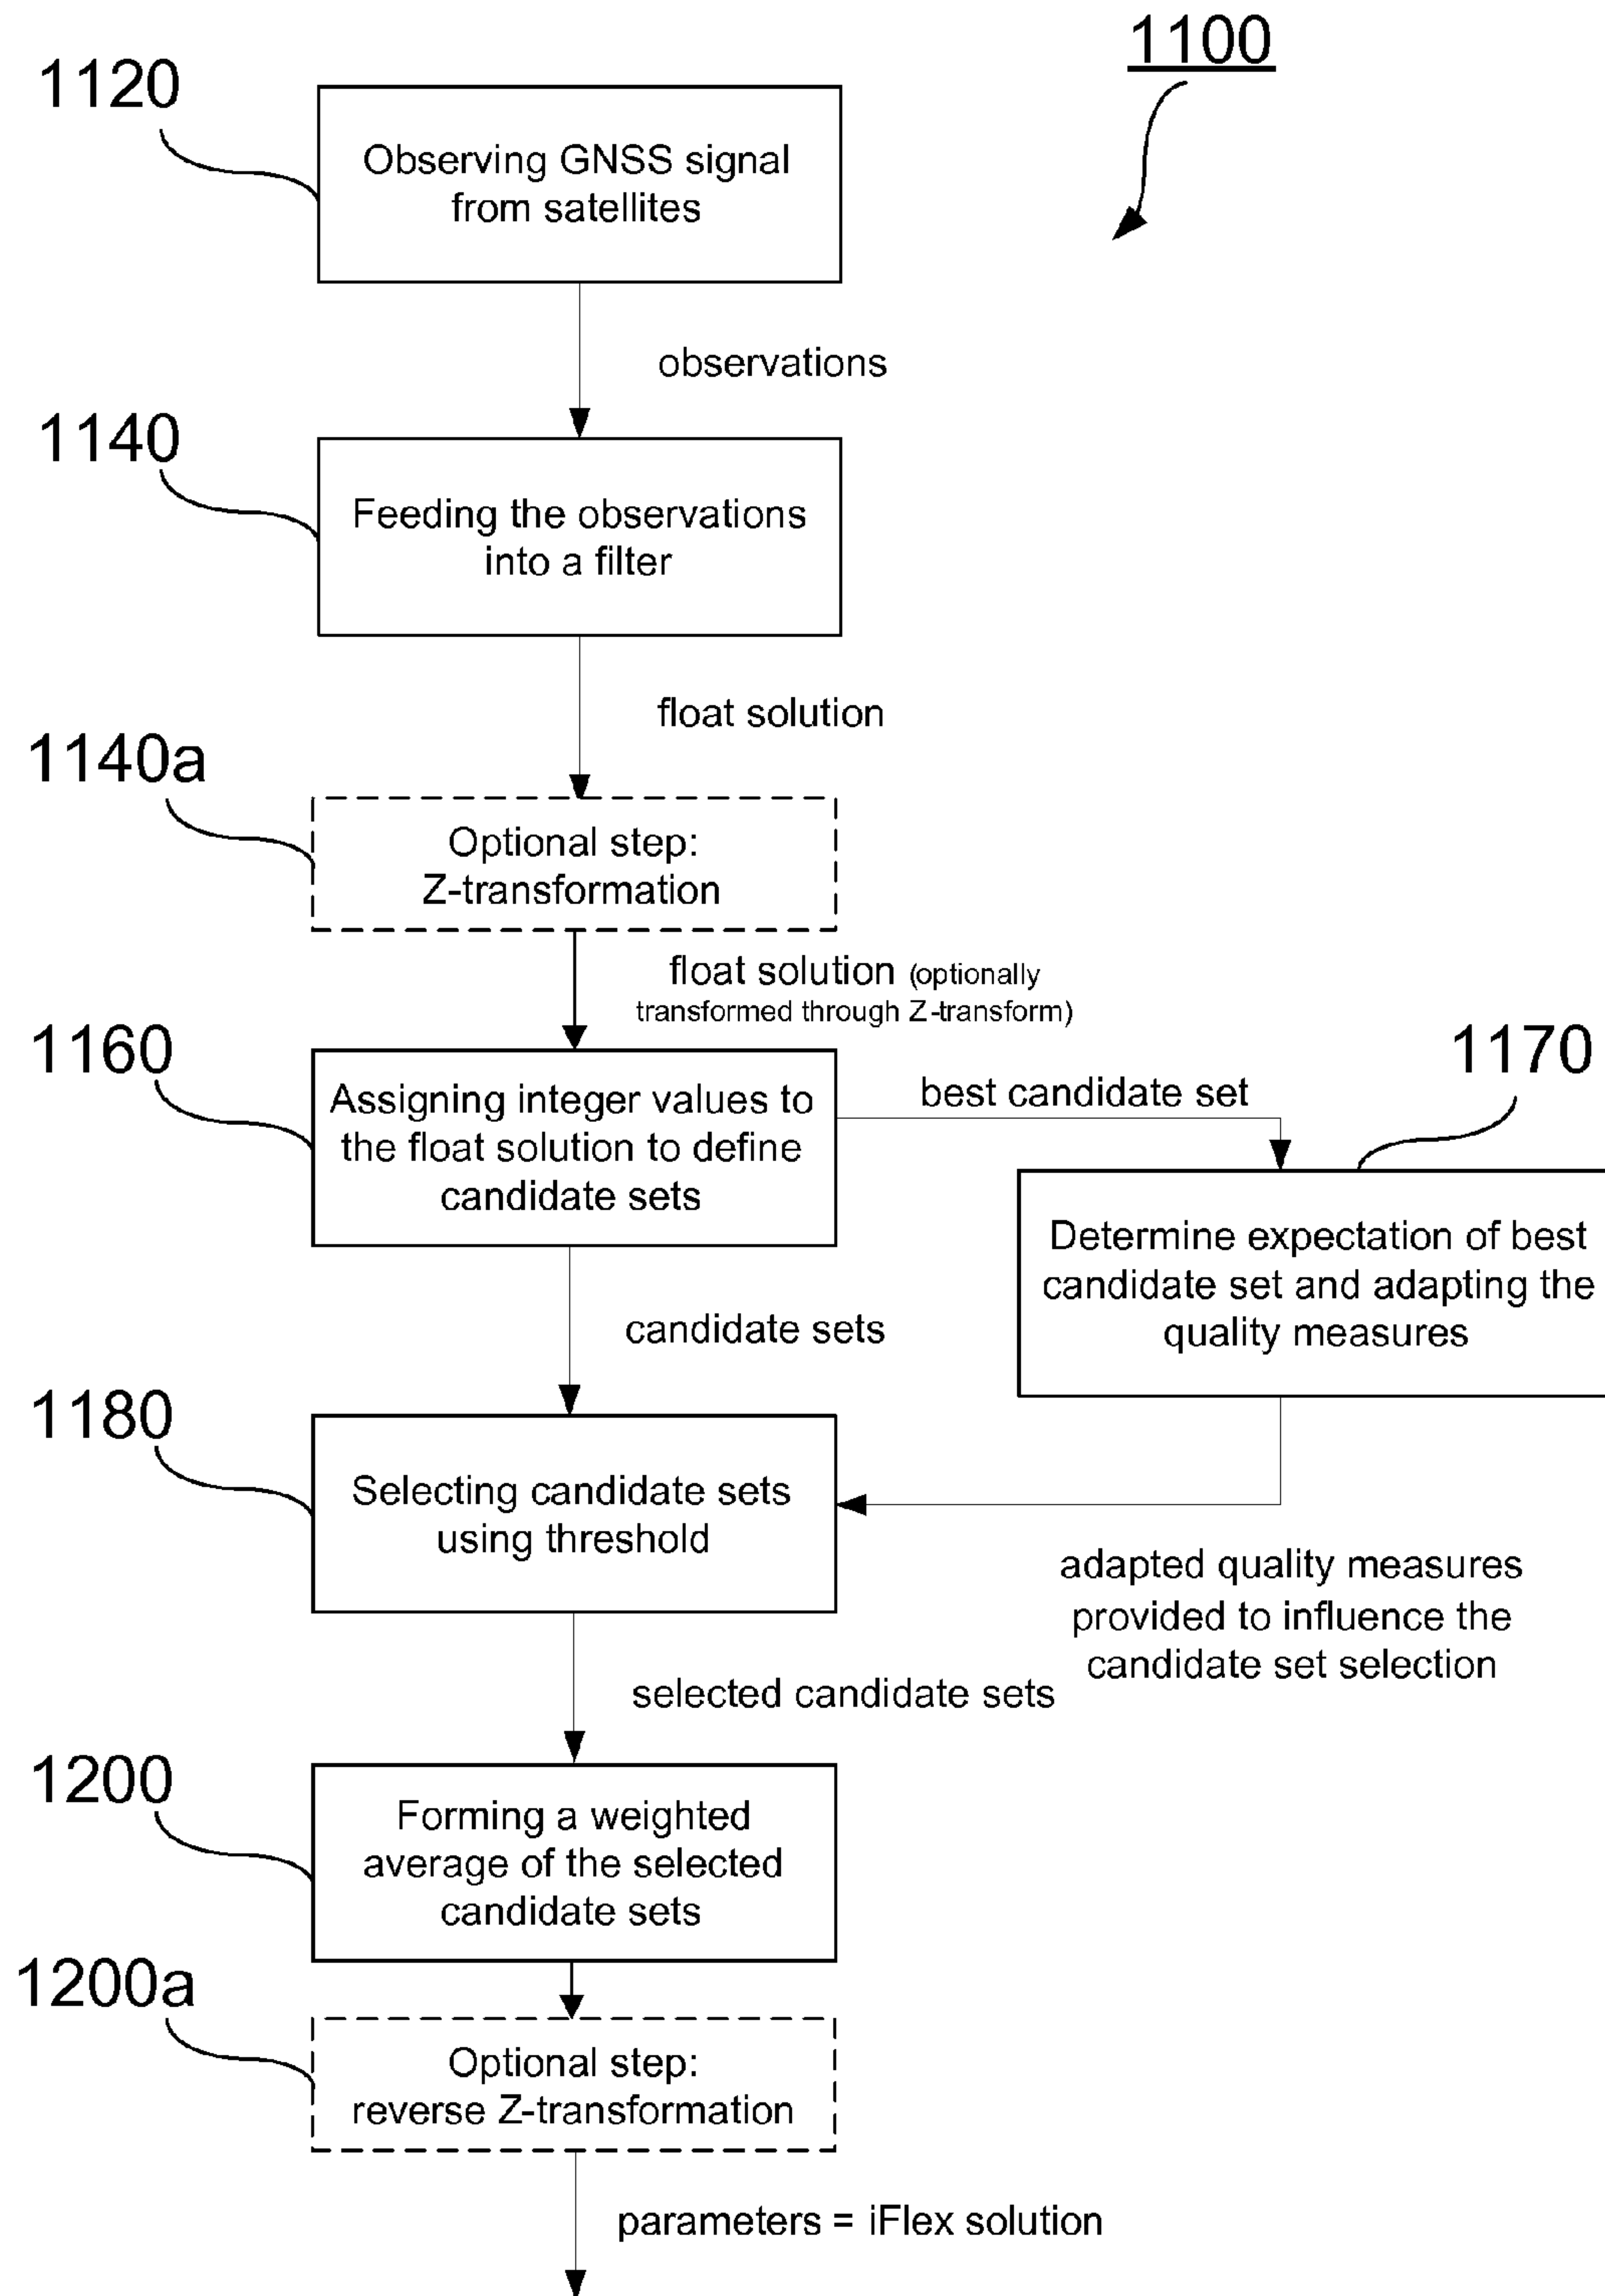 1100
1120
Observing GNSS signal
from satellites
observations
1140
Feeding the observations
into a filter
float solution
1140a
Optional step:
Z-transformation
float solution (optionally
transformed through Z-transform)
1160
Assigning integer values to
the float solution to define
candidate sets
best candidate set
1170
Determine expectation of best
candidate set and adapting the
quality measures
candidate sets
1180
Selecting candidate sets
using threshold
adapted quality measures
provided to influence the
candidate set selection
selected candidate sets
1200
Forming a weighted
average of the selected
candidate sets
1200a
Optional step:
reverse Z-transformation
parameters = iFlex solution